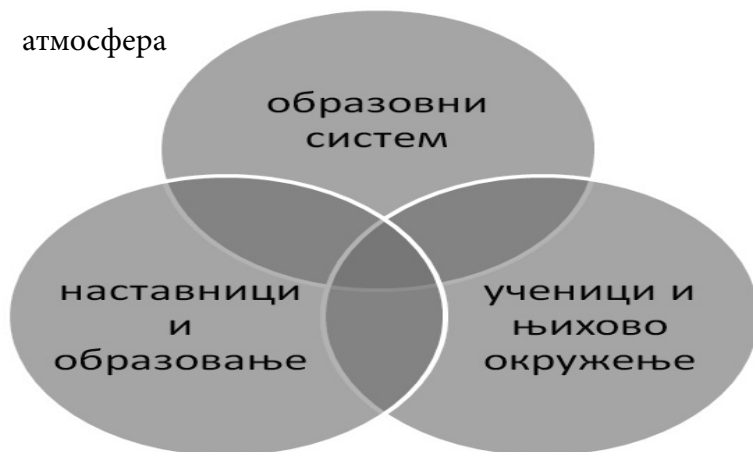 атмосфера
образовни
систем
наставници
и
образовање
ученици и
њихово
окружење